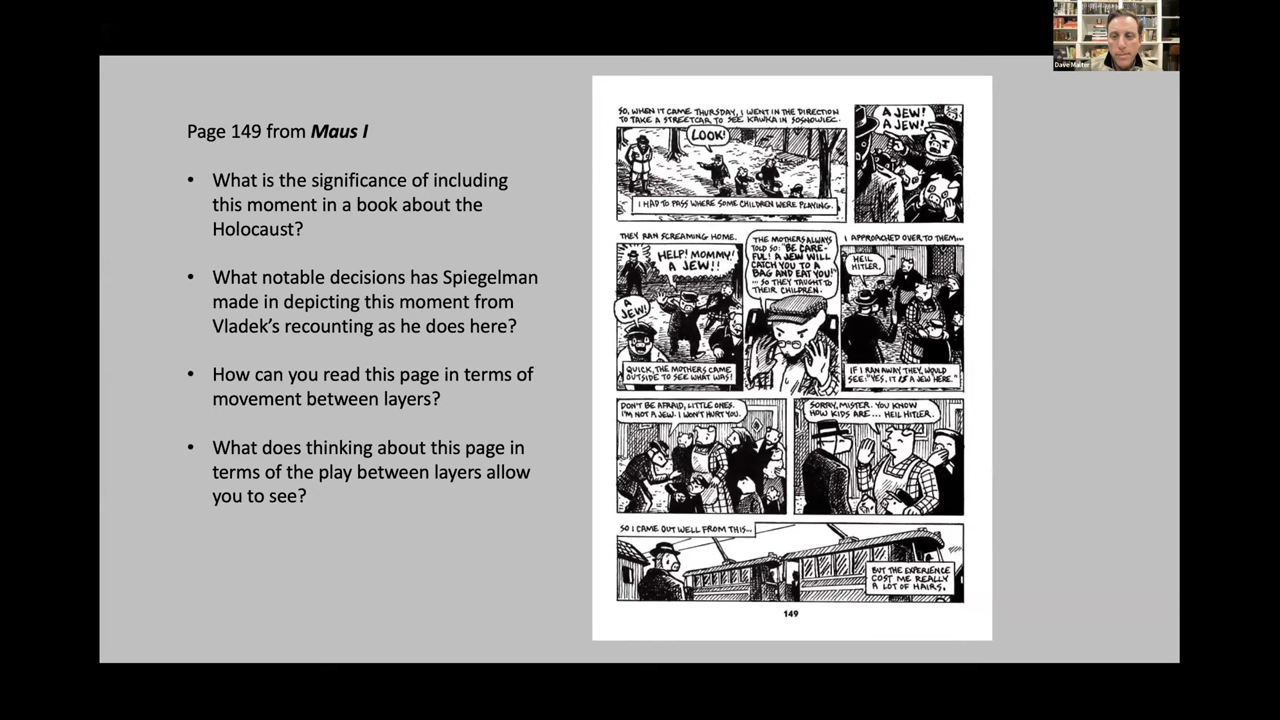 Dave Malter
Page 149 from Maus I
• What is the significance of including
this moment in a book about the
Holocaust?
• What notable decisions has Spiegelman
made in depicting this moment from
Vladek's recounting as he does here?
• How can you read this page in terms of
movement between layers?
• What does thinking about this page in
terms of the play between layers allow
you to see?
SO, WHEN IT CAME THURSDAY, I WENT IN THE DIRECTION
TO TAKE A STREETCAR TO SEE KAWKA IN SOSNOWIEC.
LOOK!
I HAD TO PASS WHERE SOME CHILDREN WERE PLAYING.
A JEW!
A JEW!
THEY RAN SCREAMING HOME.
HELP! MOMMY!
A JEW!!
A
JEW!
QUICK, THE MOTHERS CAME
OUTSIDE TO SEE WHAT WAS!
THE MOTHERS ALWAYS
TOLD SO: "BE CARE-
FUL! A JEW WILL
CATCH YOU TO A
BAG AND EAT YOU!"
... SO THEY TAUGHT TO
THEIR CHILDREN.
I APPROACHED OVER TO THEM...
HEIL
HITLER.
IF I RAN AWAY THEY WOULD
SEE: "YES, IT IS A JEW HERE."
DON'T BE AFRAID, LITTLE ONES.
I'M NOT A JEW. I WON'T HURT YOU.
SORRY, MISTER. YOU KNOW
HOW KIDS ARE... HEIL HITLER.
SO I CAME OUT WELL FROM THIS...
BUT THE EXPERIENCE
COST ME REALLY
A LOT OF HAIRS.
149